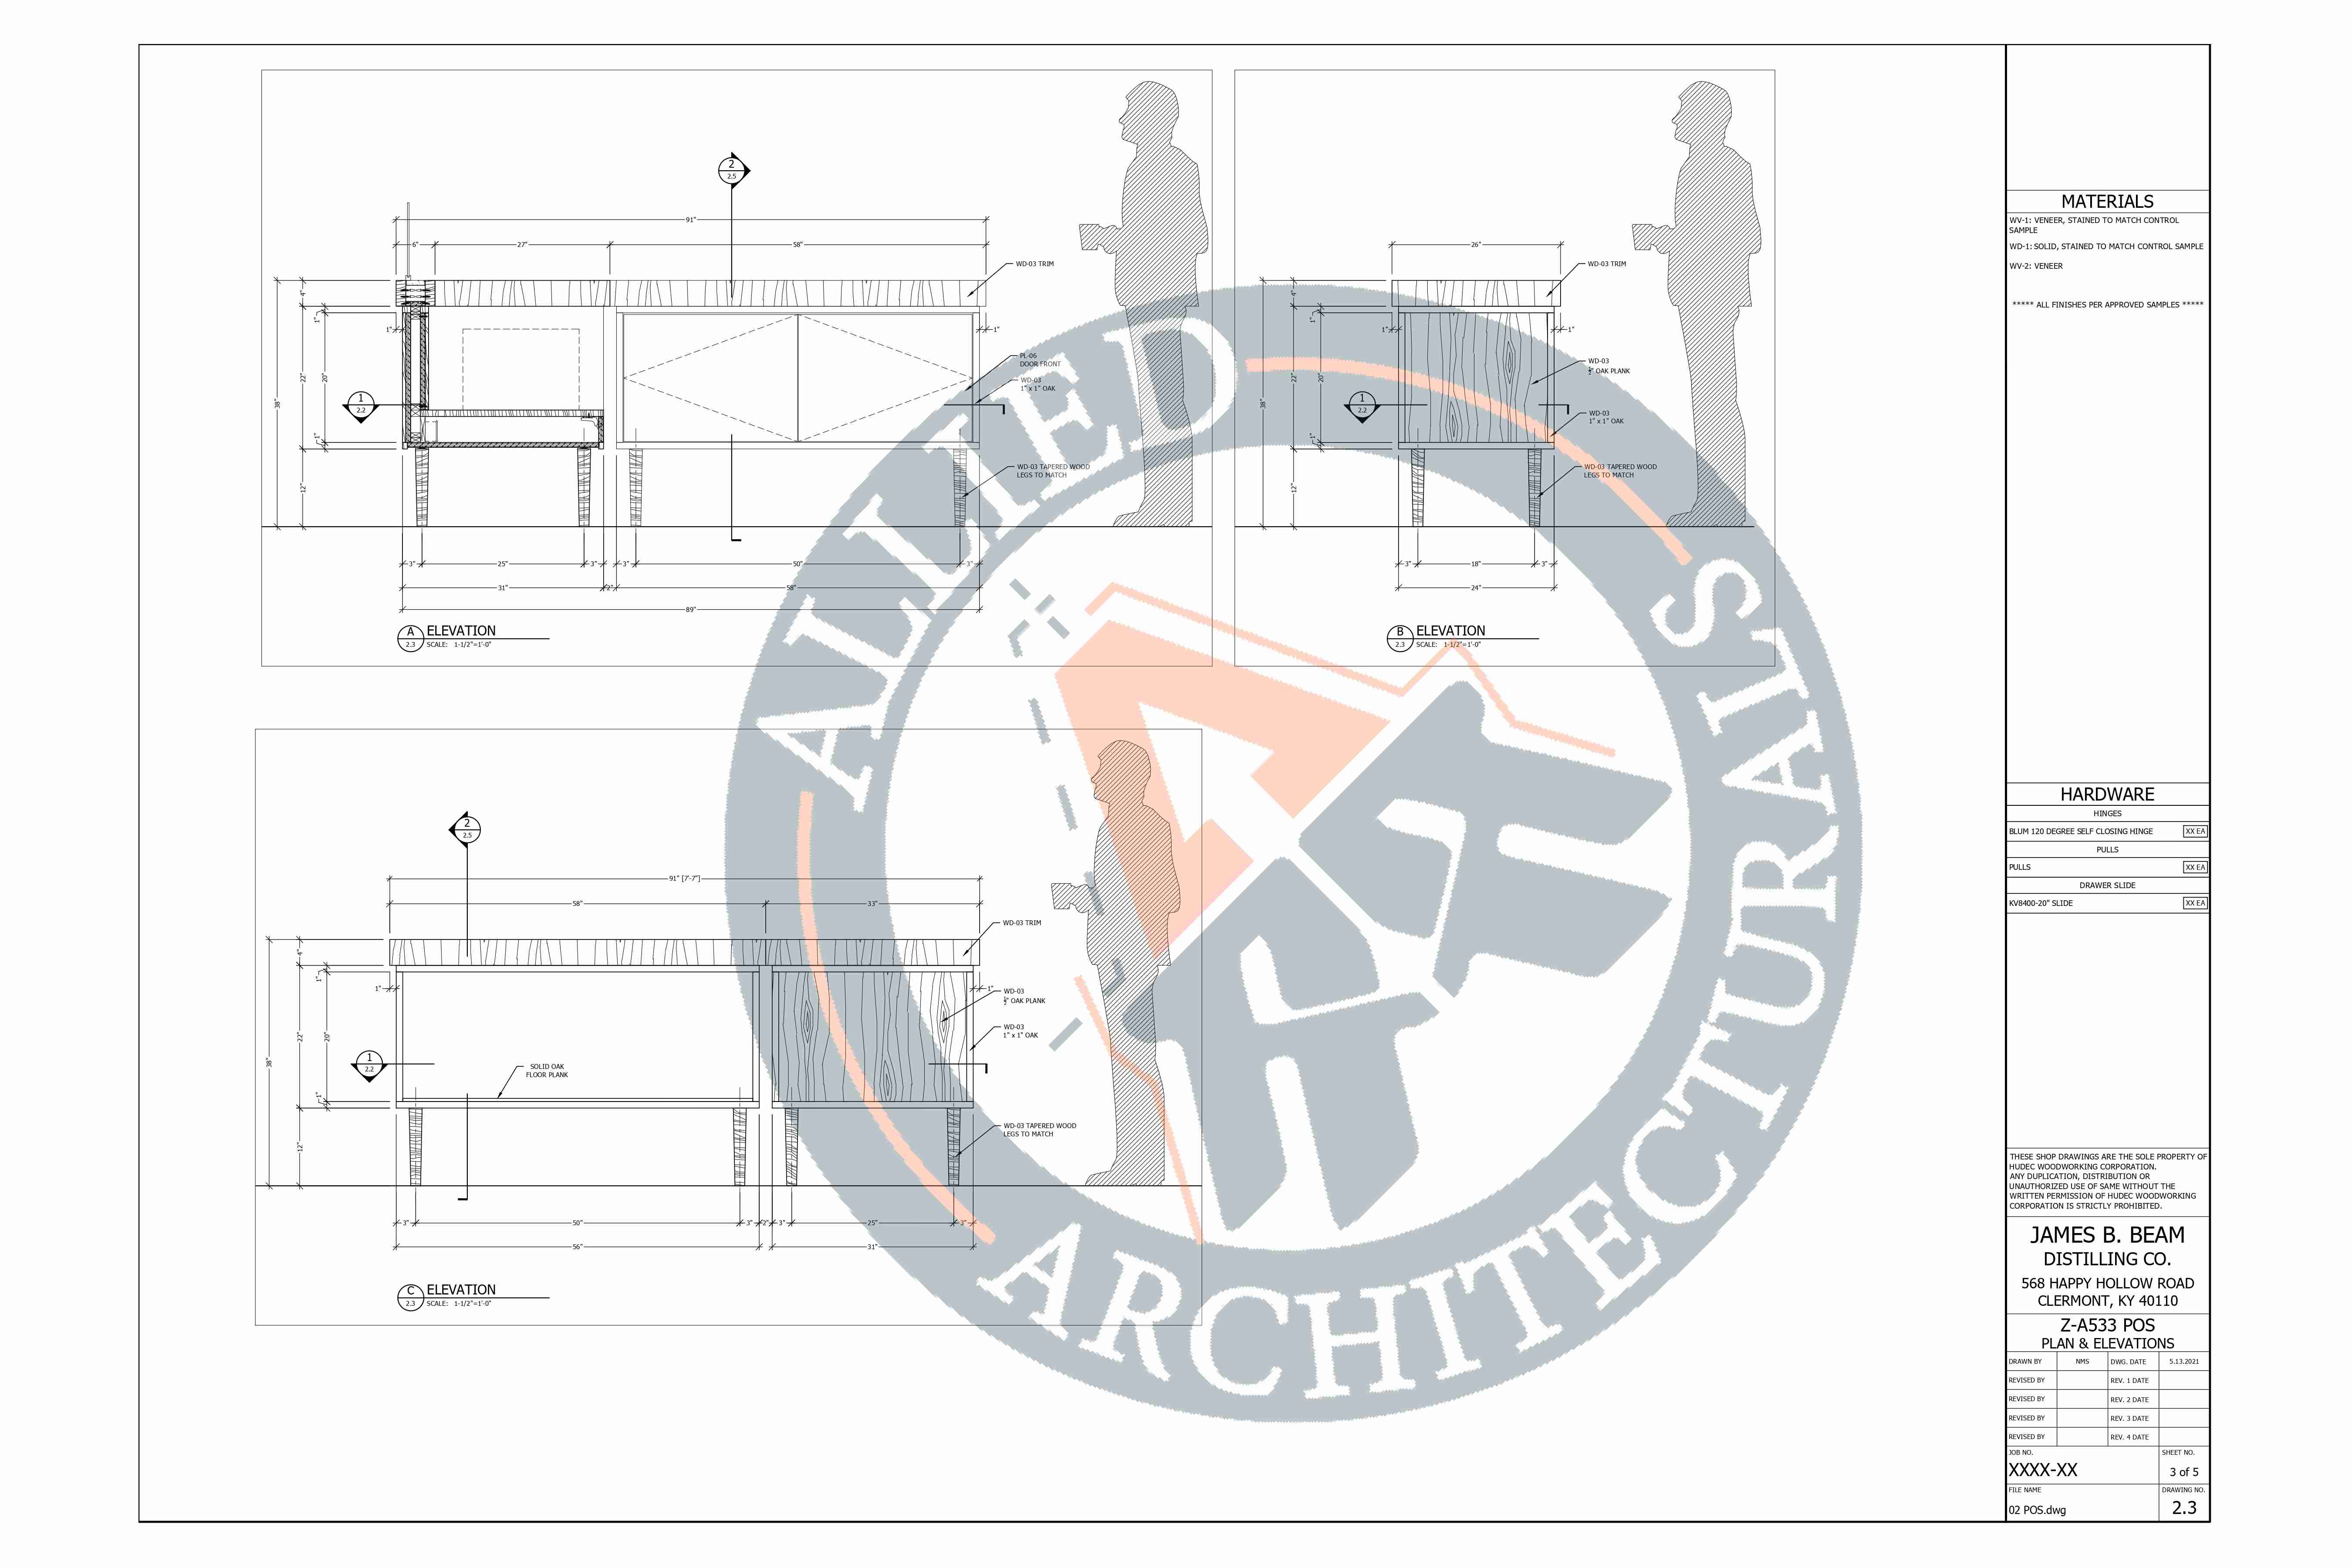 2
2.5
91"
6"
27"
58"
WD-03 TRIM
38"
4"
1"
22"
20"
1"
12"
1"
1"
PL-06
DOOR FRONT
WD-03
1" x 1" OAK
1
2.2
WD-03 TAPERED WOOD
LEGS TO MATCH
3"
25"
3"
3"
50"
3"
31"
2"
58"
89"
A
ELEVATION
2.3
SCALE: 1-1/2"=1'-0"
26"
WD-03 TRIM
38"
4"
1"
22"
20"
1"
12"
1"
1"
WD-03
½" OAK PLANK
1
2.2
WD-03
1" x 1" OAK
WD-03 TAPERED WOOD
LEGS TO MATCH
3"
18"
3"
24"
B
ELEVATION
2.3
SCALE: 1-1/2"=1'-0"
2
2.5
91" [7'-7"]
58"
33"
WD-03 TRIM
38"
4"
1"
22"
20"
1"
12"
1"
1"
WD-03
½" OAK PLANK
WD-03
1" x 1" OAK
1
2.2
SOLID OAK
FLOOR PLANK
WD-03 TAPERED WOOD
LEGS TO MATCH
3"
50"
3"
2"
3"
25"
3"
56"
31"
C
ELEVATION
2.3
SCALE: 1-1/2"=1'-0"
ALLIED
ARCHITECTURALS
MATERIALS
WV-1: VENEER, STAINED TO MATCH CONTROL
SAMPLE
WD-1: SOLID, STAINED TO MATCH CONTROL SAMPLE
WV-2: VENEER
***** ALL FINISHES PER APPROVED SAMPLES *****
HARDWARE
HINGES
BLUM 120 DEGREE SELF CLOSING HINGE XX EA
PULLS
PULLS XX EA
DRAWER SLIDE
KV8400-20" SLIDE XX EA
THESE SHOP DRAWINGS ARE THE SOLE PROPERTY OF
HUDEC WOODWORKING CORPORATION.
ANY DUPLICATION, DISTRIBUTION OR
UNAUTHORIZED USE OF SAME WITHOUT THE
WRITTEN PERMISSION OF HUDEC WOODWORKING
CORPORATION IS STRICTLY PROHIBITED.
JAMES B. BEAM
DISTILLING CO.
568 HAPPY HOLLOW ROAD
CLERMONT, KY 40110
Z-A533 POS
PLAN & ELEVATIONS
DRAWN BY NMS DWG. DATE 5.13.2021
REVISED BY REV. 1 DATE
REVISED BY REV. 2 DATE
REVISED BY REV. 3 DATE
REVISED BY REV. 4 DATE
JOB NO. SHEET NO.
XXXX-XX 3 of 5
FILE NAME DRAWING NO.
02 POS.dwg 2.3